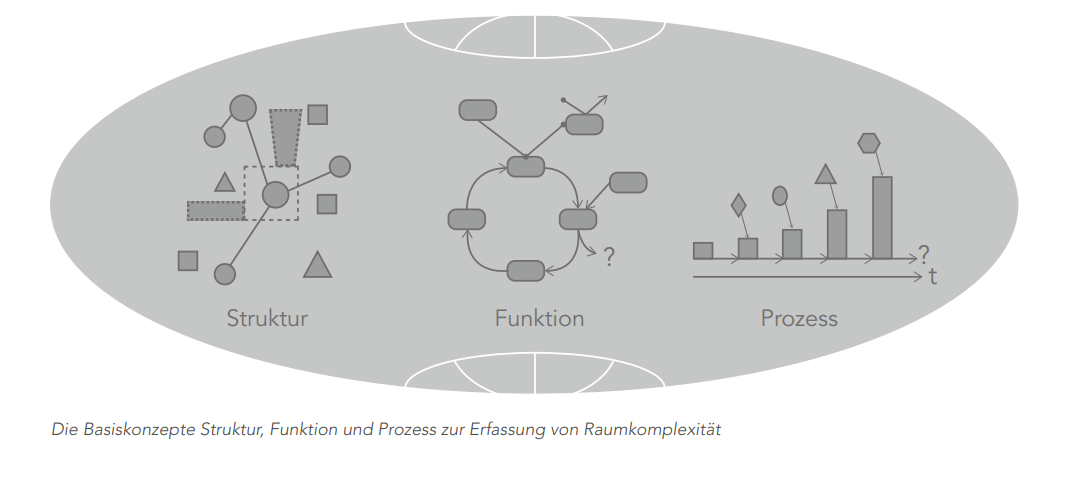 ?
?
t
Struktur
Funktion
Prozess
Die Basiskonzepte Struktur, Funktion und Prozess zur Erfassung von Raumkomplexität